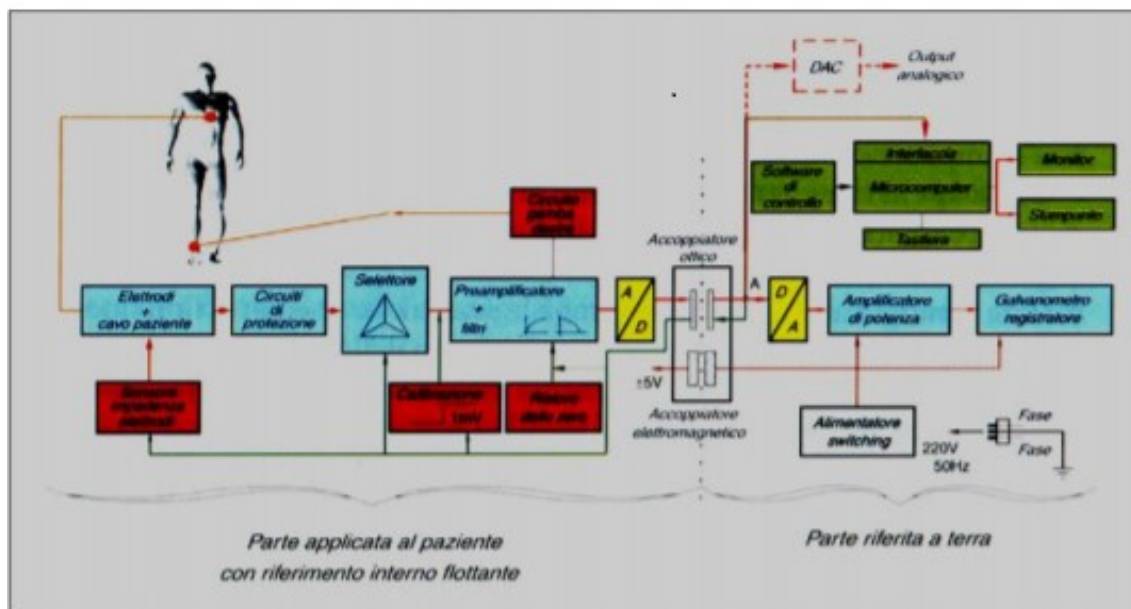 DAC
Output
analogico
Interfaccia
Microcomputer
Software
di
controllo
Monitor
Stampante
Tastiera
Circuito
gamba
destra
Accoppiatore
ottico
Selettore
Elettrodi
+
cavo paziente
Circuiti
di
protezione
Preamplificatore
+
filtri
A
D
A
D
A
Amplificatore
di potenza
Galvanometro
registratore
Sensore
impedenza
elettrodi
Calibrazione
1mV
dello zero
±5V
Accoppiatore
elettromagnetico
Alimentatore
switching
220V
50Hz
Fase
Fase
Parte applicata al paziente
con riferimento interno flottante
Parte riferita a terra